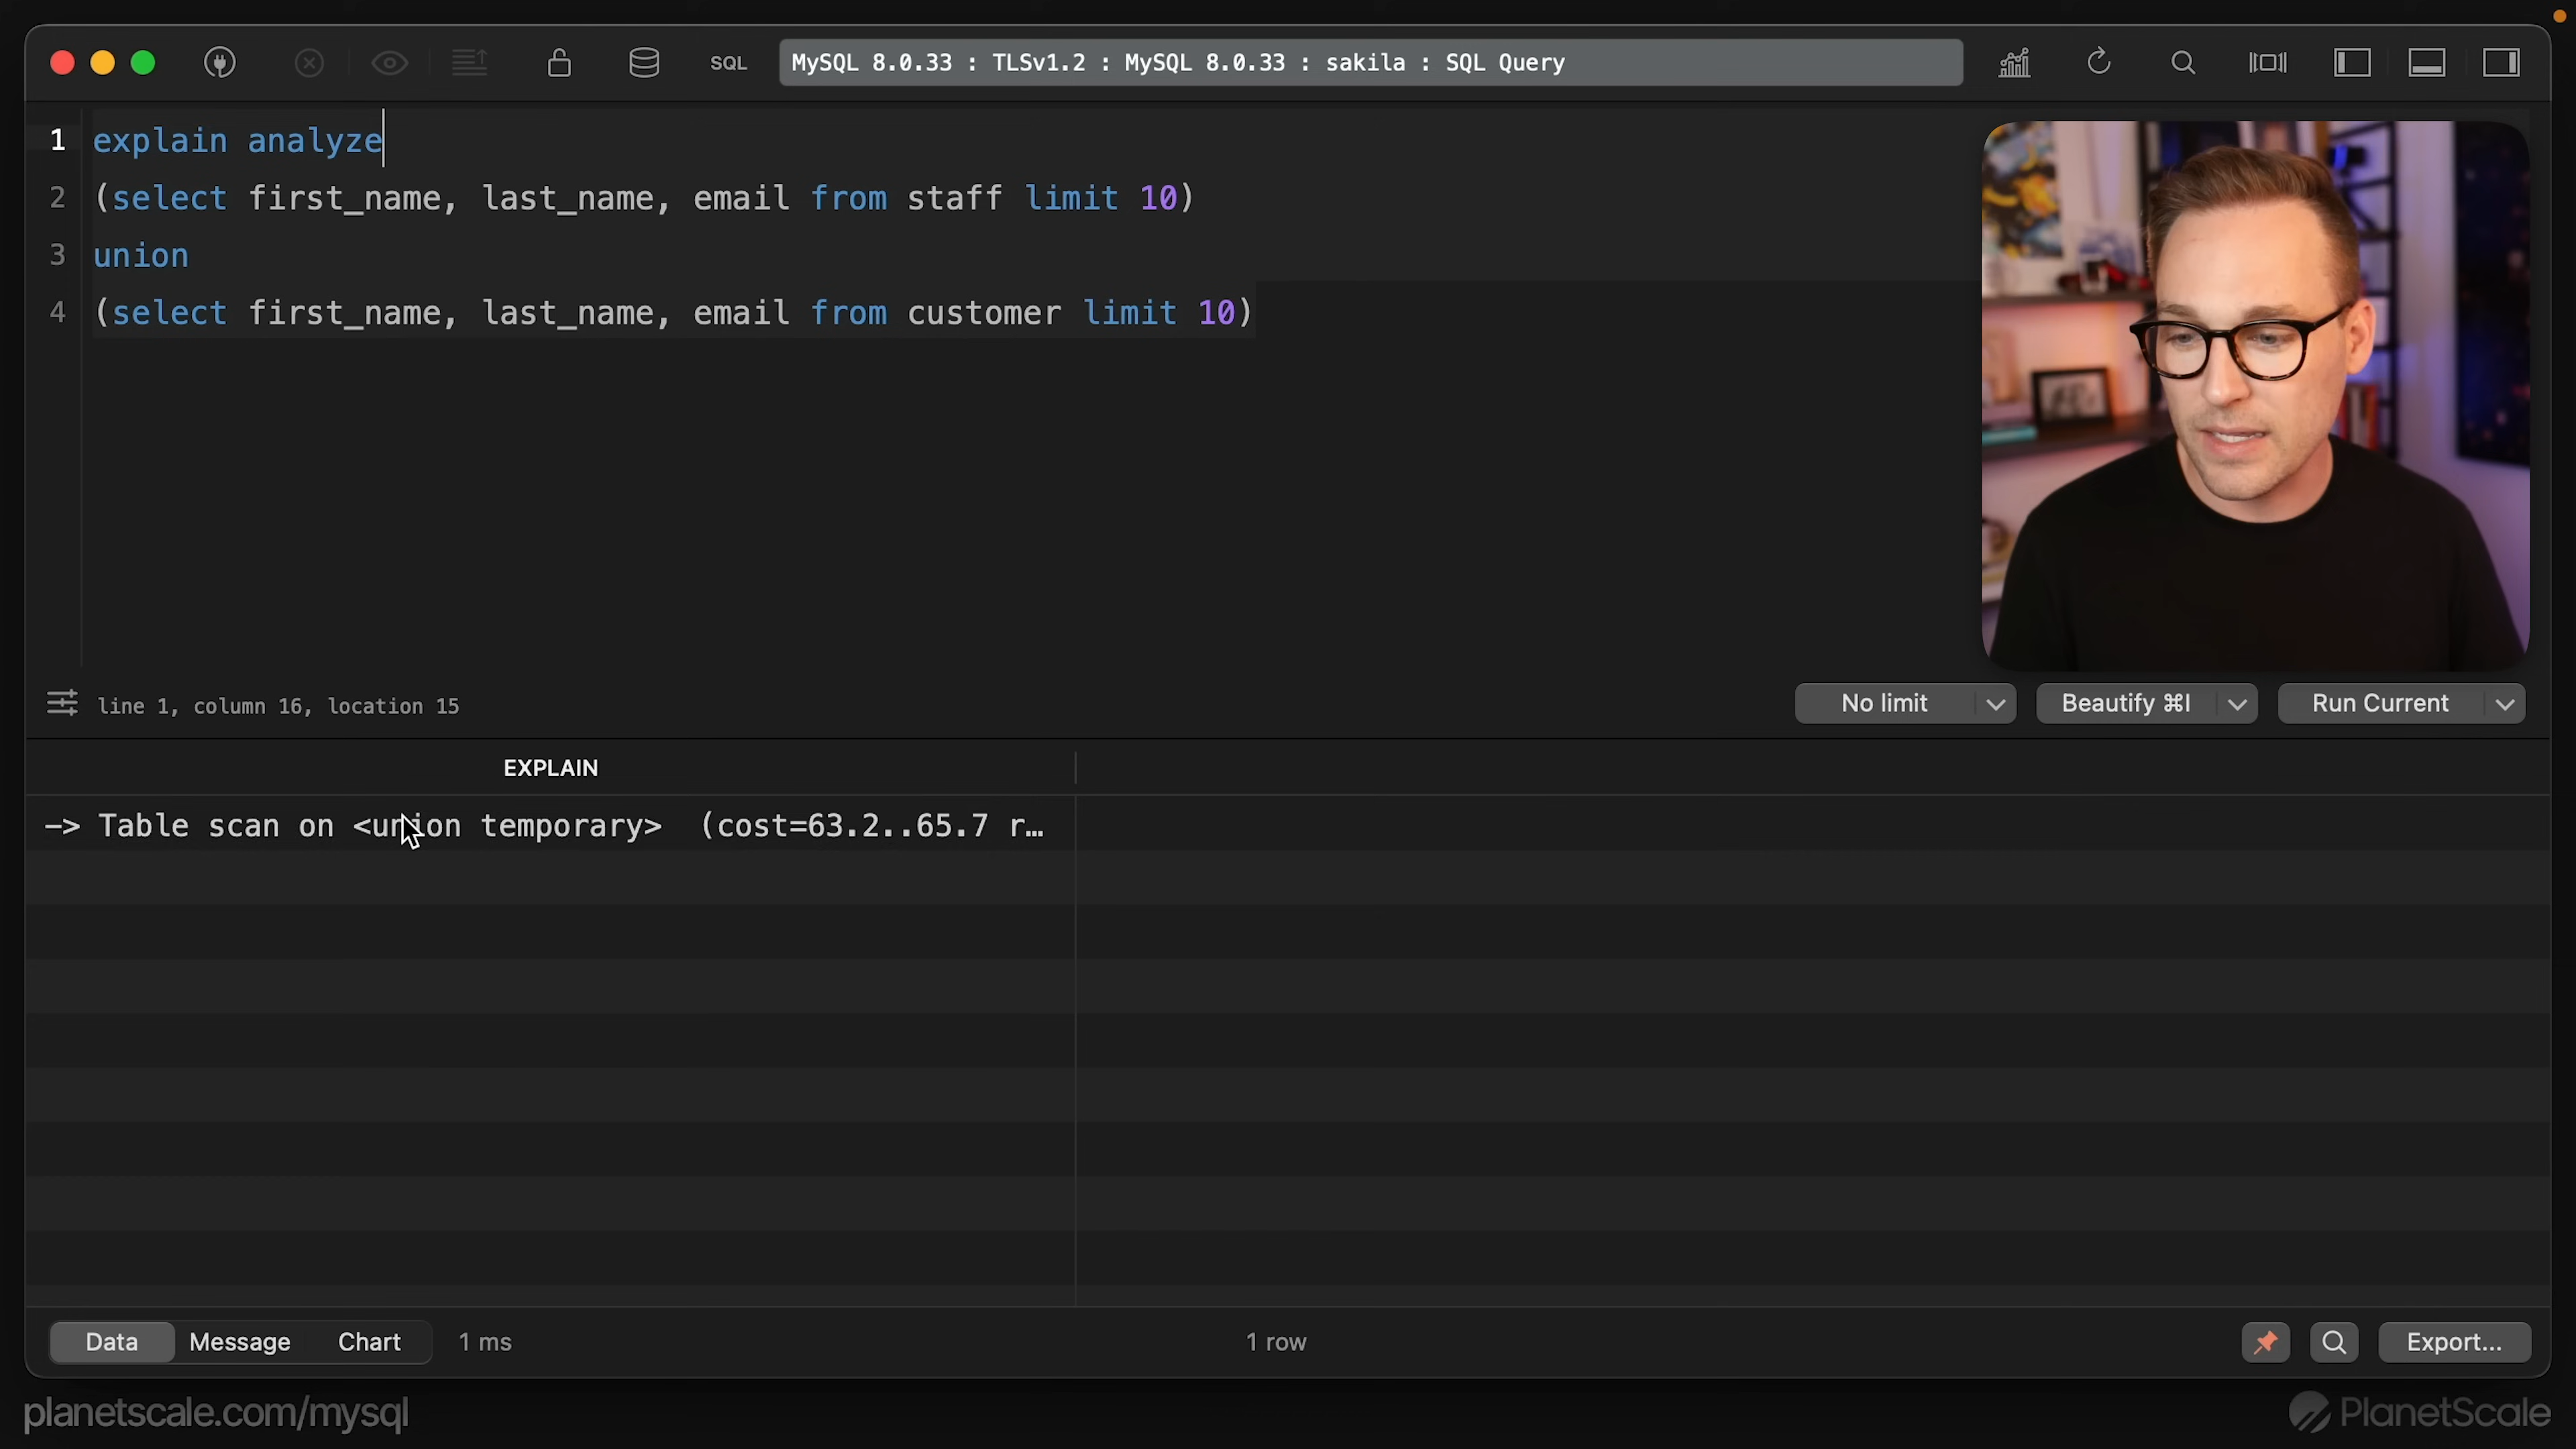 SQL
MySQL 8.0.33 : TLSv1.2 : MySQL 8.0.33 : sakila : SQL Query
1 explain analyze
2 (select first_name, last_name, email from staff limit 10)
3 union
4 (select first_name, last_name, email from customer limit 10)
line 1, column 16, location 15
No limit
Beautify ⌘I
Run Current
EXPLAIN
-> Table scan on <union temporary> (cost=63.2..65.7 r…
Data
Message
Chart
1 ms
1 row
Export...
planetscale.com/mysql
PlanetScale